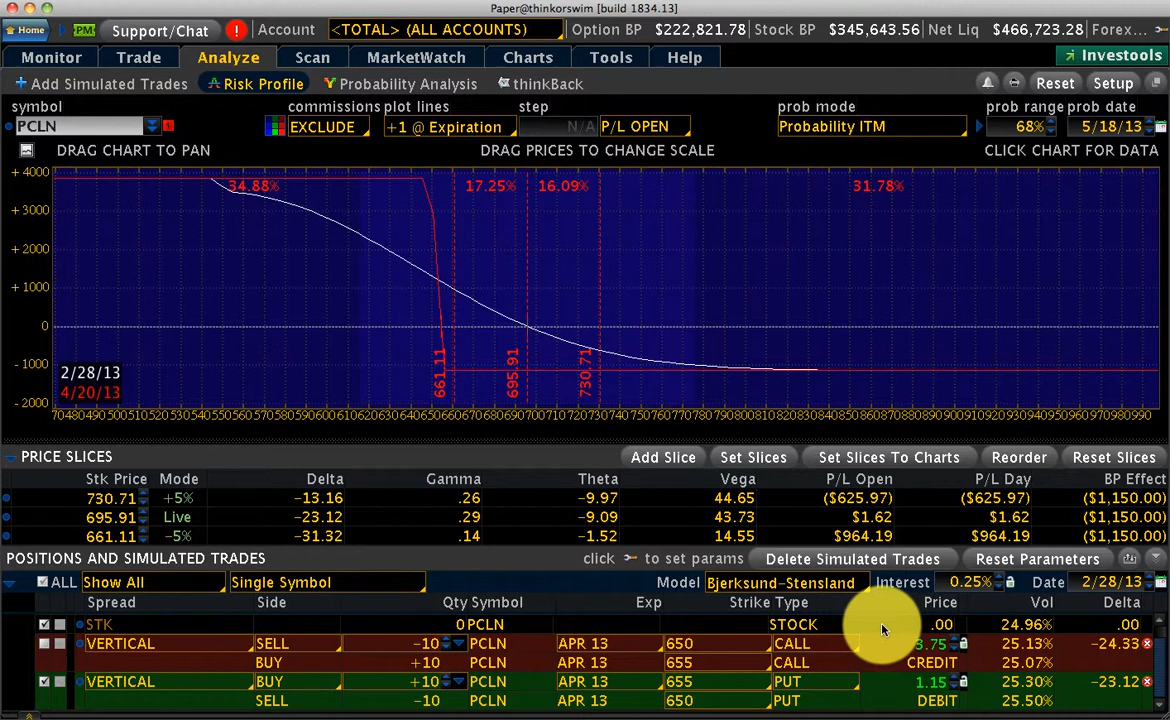 Paper@thinkorswim [build 1834.13]
Home PM Support/Chat ! Account <TOTAL> (ALL ACCOUNTS) Option BP $222,821.78 Stock BP $345,643.56 Net Liq $466,723.28 Forex...
Monitor Trade Analyze Scan MarketWatch Charts Tools Help Investools
Add Simulated Trades Risk Profile Probability Analysis thinkBack Reset Setup
symbol commissions plot lines step prob mode prob range prob date
PCLN EXCLUDE +1 @ Expiration N/A P/L OPEN Probability ITM 68% 5/18/13
DRAG CHART TO PAN DRAG PRICES TO CHANGE SCALE CLICK CHART FOR DATA
+4000
34.88% 17.25% 16.09% 31.78%
+3000
+2000
+1000
0
-1000
-2000
661.11 695.91 730.71
2/28/13
4/20/13
PRICE SLICES Add Slice Set Slices Set Slices To Charts Reorder Reset Slices
Stk Price Mode Delta Gamma Theta Vega P/L Open P/L Day BP Effect
730.71 +5% -13.16 .26 -9.97 44.65 ($625.97) ($625.97) ($1,150.00)
695.91 Live -23.12 .29 -9.09 43.73 $1.62 $1.62 ($1,150.00)
661.11 -5% -31.32 .14 -1.52 14.55 $964.19 $964.19 ($1,150.00)
POSITIONS AND SIMULATED TRADES click to set params Delete Simulated Trades Reset Parameters
ALL Show All Single Symbol Model Bjerksund-Stensland Interest 0.25% Date 2/28/13
Spread Side Qty Symbol Exp Strike Type Price Vol Delta
STK 0 PCLN STOCK .00 24.96% .00
VERTICAL SELL -10 PCLN APR 13 650 CALL 3.75 25.13% -24.33
BUY +10 PCLN APR 13 655 CALL CREDIT 25.07%
VERTICAL BUY +10 PCLN APR 13 655 PUT 1.15 25.30% -23.12
SELL -10 PCLN APR 13 650 PUT DEBIT 25.50%